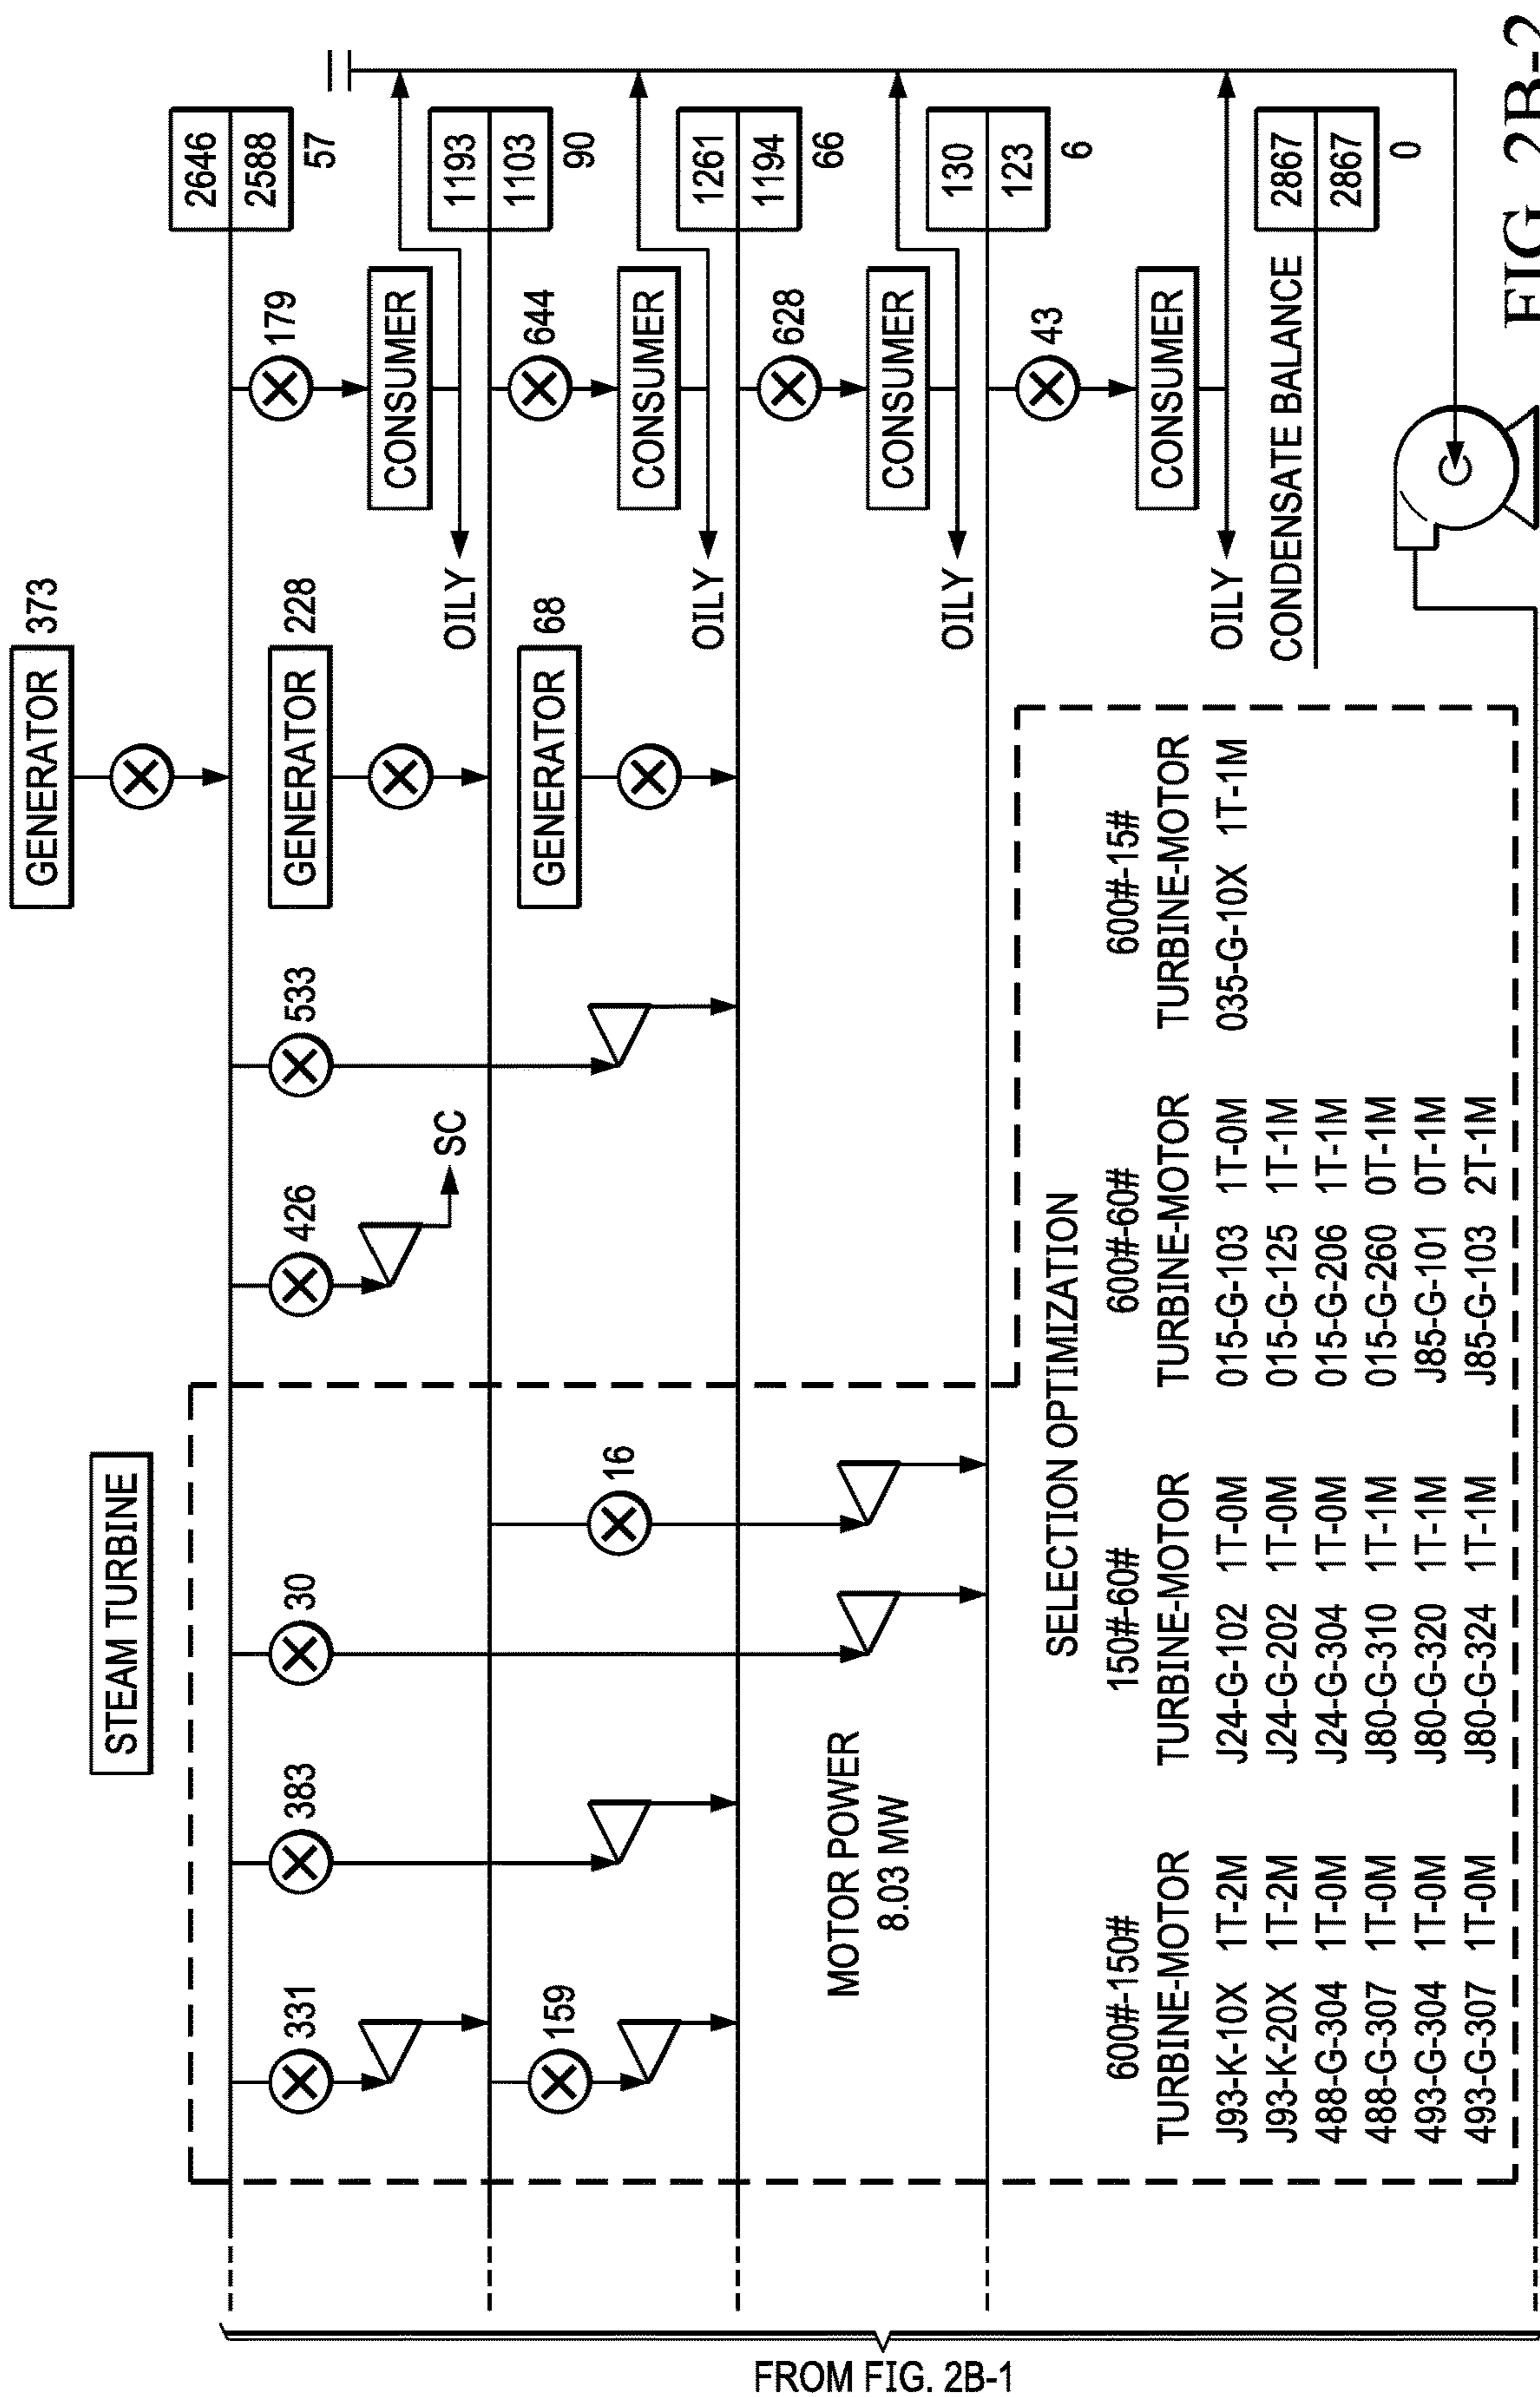 GENERATOR 373
STEAM TURBINE
2646
2588
57
331
383
30
426
533
GENERATOR 228
179
CONSUMER
SC
OILY
1193
1103
90
159
16
GENERATOR 68
644
CONSUMER
OILY
1261
1194
66
MOTOR POWER
8.03 MW
628
CONSUMER
OILY
130
123
6
43
CONSUMER
OILY
SELECTION OPTIMIZATION
600#-150#
TURBINE-MOTOR
J93-K-10X 1T-2M
J93-K-20X 1T-2M
488-G-304 1T-0M
488-G-307 1T-0M
493-G-304 1T-0M
493-G-307 1T-0M
150#-60#
TURBINE-MOTOR
J24-G-102 1T-0M
J24-G-202 1T-0M
J24-G-304 1T-0M
J80-G-310 1T-1M
J80-G-320 1T-1M
J80-G-324 1T-1M
600#-60#
TURBINE-MOTOR
015-G-103 1T-0M
015-G-125 1T-1M
015-G-206 1T-1M
015-G-260 0T-1M
J85-G-101 0T-1M
J85-G-103 2T-1M
600#-15#
TURBINE-MOTOR
035-G-10X 1T-1M
CONDENSATE BALANCE
2867
2867
0
FROM FIG. 2B-1
FIG. 2B-2